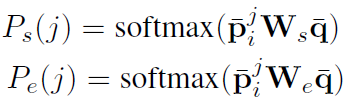 P_s(j) = softmax(p̄_i^j W_s q̄)
P_e(j) = softmax(p̄_i^j W_e q̄)